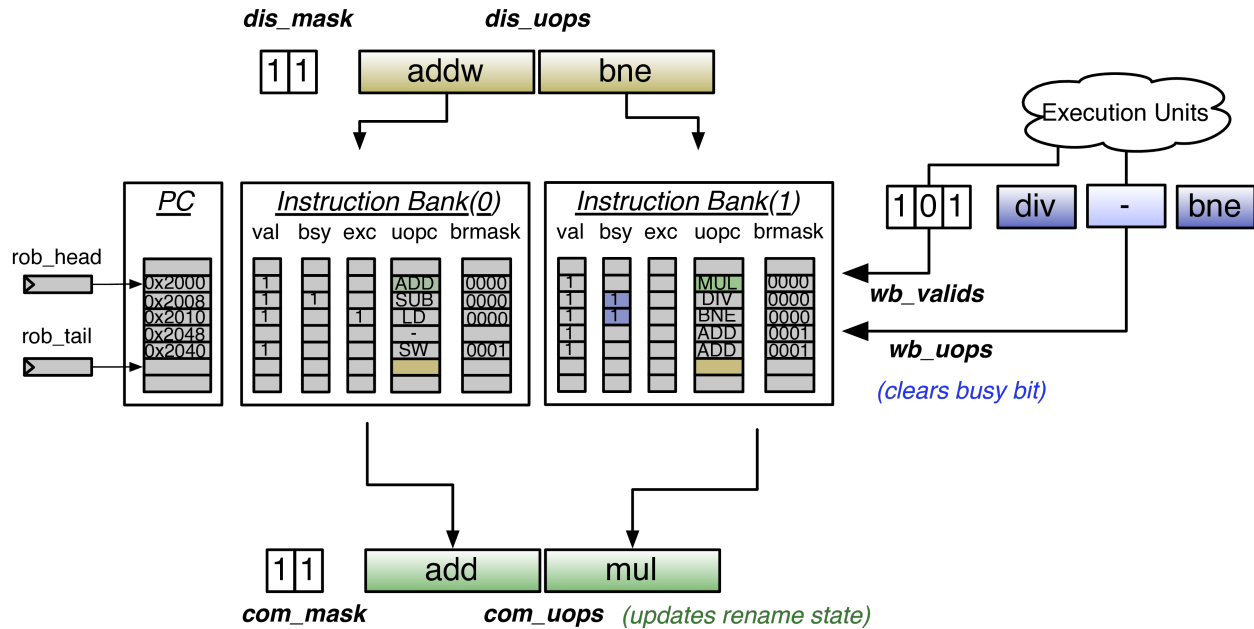 dis_mask dis_uops
1 1 addw bne
Execution Units
PC Instruction Bank(0) Instruction Bank(1)
1 0 1 div - bne
val bsy exc uopc brmask val bsy exc uopc brmask
rob_head
0x2000 1 ADD 0000 1 MUL 0000
0x2008 1 1 SUB 0000 1 1 DIV 0000
0x2010 1 1 LD 0000 1 1 BNE 0000
0x2048 - 1 ADD 0001
0x2040 1 SW 0001 1 ADD 0001
rob_tail
wb_valids
wb_uops
(clears busy bit)
1 1 add mul
com_mask com_uops (updates rename state)